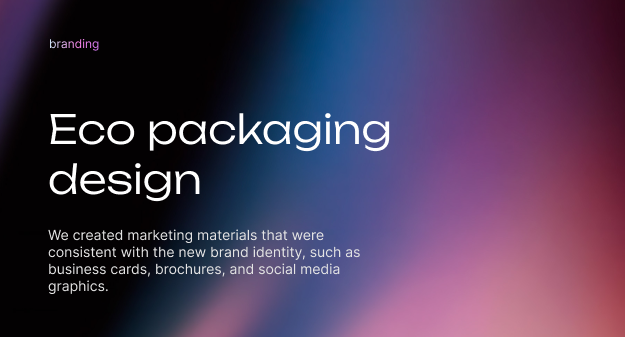 branding
Eco packaging
design
We created marketing materials that were
consistent with the new brand identity, such as
business cards, brochures, and social media
graphics.